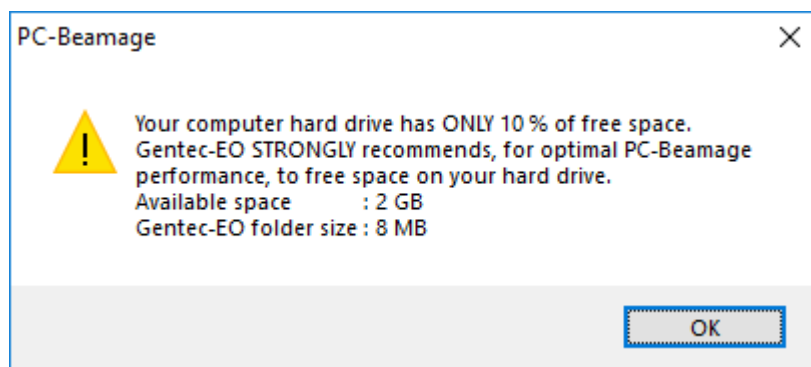 PC-Beamage
Your computer hard drive has ONLY 10 % of free space.
Gentec-EO STRONGLY recommends, for optimal PC-Beamage
performance, to free space on your hard drive.
Available space : 2 GB
Gentec-EO folder size : 8 MB
OK